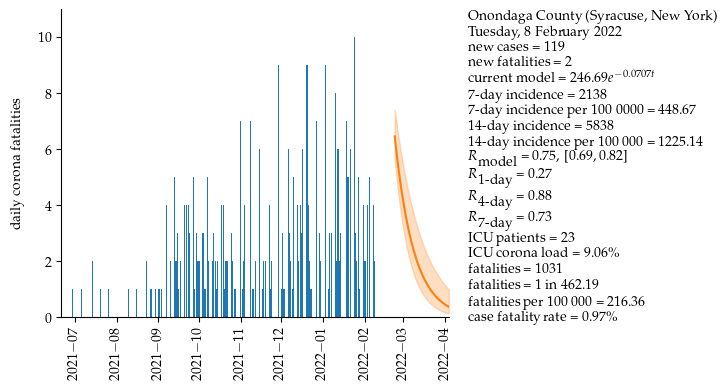 Onondaga County (Syracuse, New York)
Tuesday, 8 February 2022
new cases = 119
new fatalities = 2
current model = 246.69e^{−0.0707t}
7-day incidence = 2138
7-day incidence per 100 0000 = 448.67
14-day incidence = 5838
14-day incidence per 100 000 = 1225.14
R_model = 0.75, [0.69, 0.82]
R_1-day = 0.27
R_4-day = 0.88
R_7-day = 0.73
ICU patients = 23
ICU corona load = 9.06%
fatalities = 1031
fatalities = 1 in 462.19
fatalities per 100 000 = 216.36
case fatality rate = 0.97%
daily corona fatalities
10
8
6
4
2
0
2021−07
2021−08
2021−09
2021−10
2021−11
2021−12
2022−01
2022−02
2022−03
2022−04